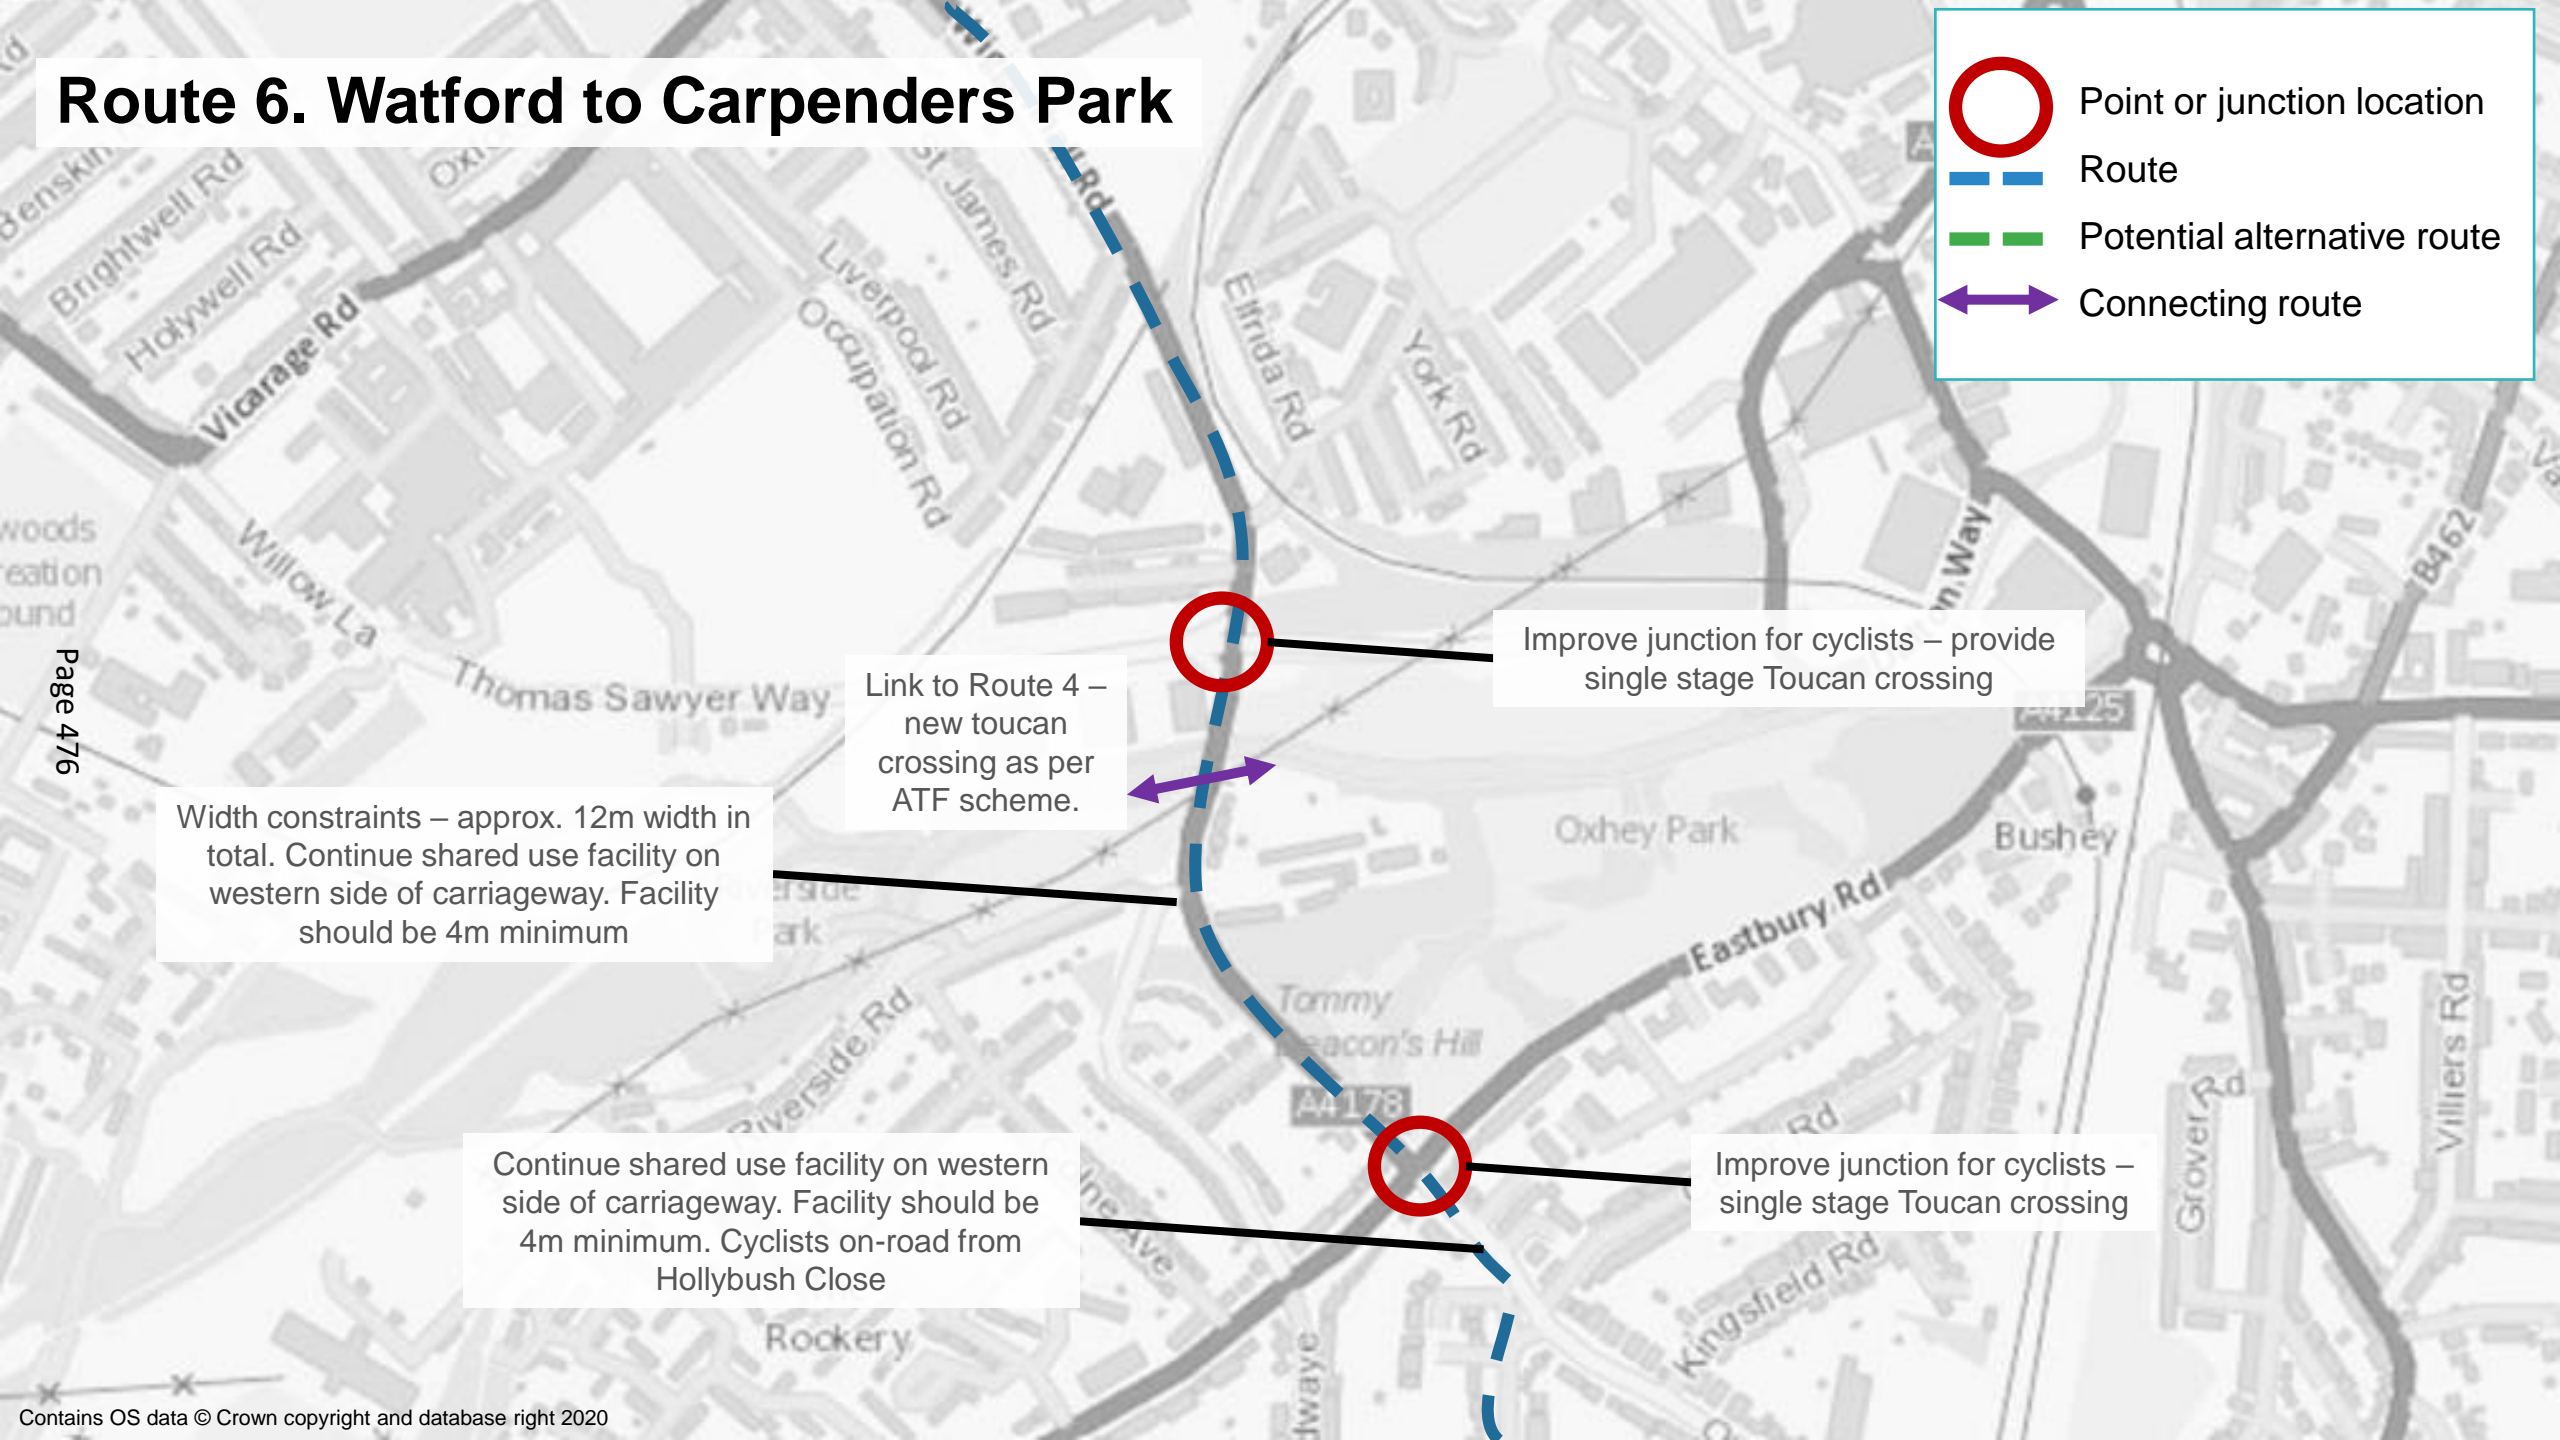 Route 6. Watford to Carpenders Park
Point or junction location
Route
Potential alternative route
Connecting route
Brightwell Rd
Holywell Rd
Vicarage Rd
St James Rd
Liverpool Rd
Occupation Rd
Elfrida Rd
York Rd
B462
Willow La
Thomas Sawyer Way
Page 476
Improve junction for cyclists – provide
single stage Toucan crossing
Link to Route 4 –
new toucan
crossing as per
ATF scheme.
A4125
Width constraints – approx. 12m width in
total. Continue shared use facility on
western side of carriageway. Facility
should be 4m minimum
Oxhey Park
Bushey
Eastbury Rd
Park
Tommy
Hill
Riverside Rd
A4178
Villiers Rd
Grover Rd
Continue shared use facility on western
side of carriageway. Facility should be
4m minimum. Cyclists on-road from
Hollybush Close
Improve junction for cyclists –
single stage Toucan crossing
Kingsfield Rd
Rockery
Contains OS data © Crown copyright and database right 2020